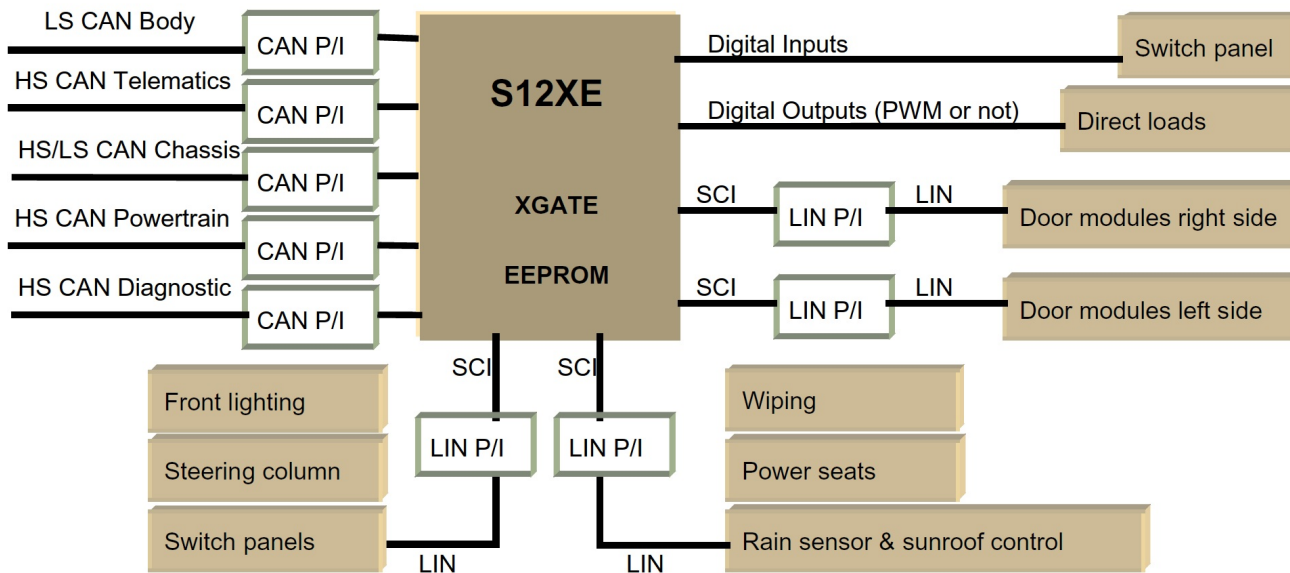 LS CAN Body
CAN P/I
HS CAN Telematics
CAN P/I
HS/LS CAN Chassis
CAN P/I
HS CAN Powertrain
CAN P/I
HS CAN Diagnostic
CAN P/I
S12XE
XGATE
EEPROM
Digital Inputs
Switch panel
Digital Outputs (PWM or not)
Direct loads
SCI
LIN P/I
LIN
Door modules right side
SCI
LIN P/I
LIN
Door modules left side
SCI
SCI
Front lighting
Steering column
Switch panels
LIN P/I
LIN
LIN P/I
LIN
Wiping
Power seats
Rain sensor & sunroof control